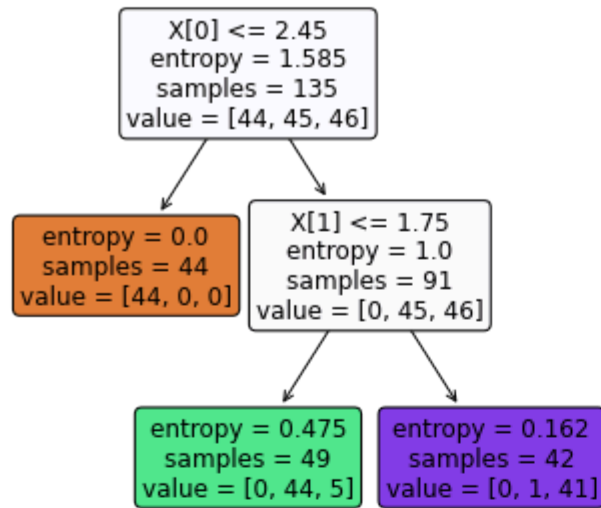 X[0] <= 2.45
entropy = 1.585
samples = 135
value = [44, 45, 46]
entropy = 0.0
samples = 44
value = [44, 0, 0]
X[1] <= 1.75
entropy = 1.0
samples = 91
value = [0, 45, 46]
entropy = 0.475
samples = 49
value = [0, 44, 5]
entropy = 0.162
samples = 42
value = [0, 1, 41]